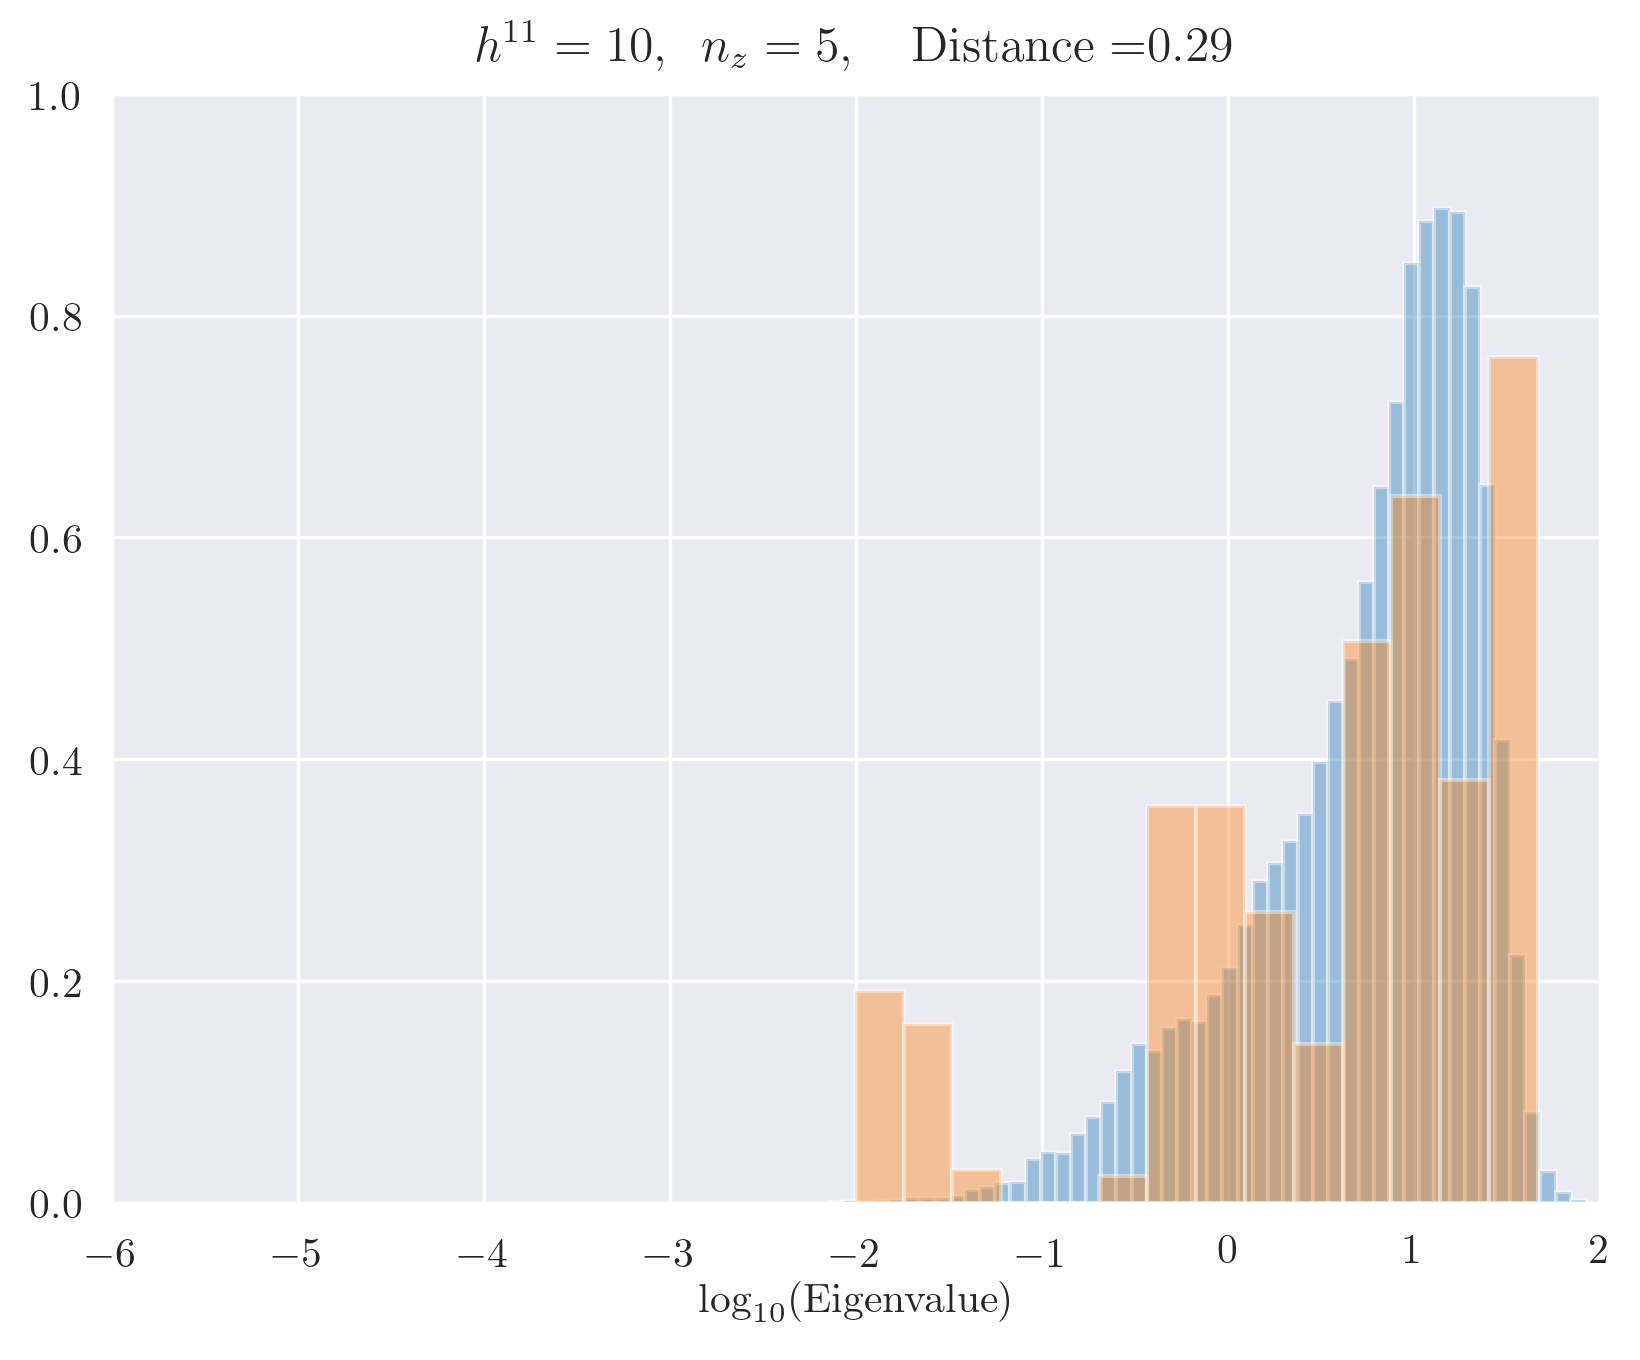 h^{11} = 10, n_z = 5, Distance =0.29
1.0
0.8
0.6
0.4
0.2
0.0
−6 −5 −4 −3 −2 −1 0 1 2
log_{10}(Eigenvalue)